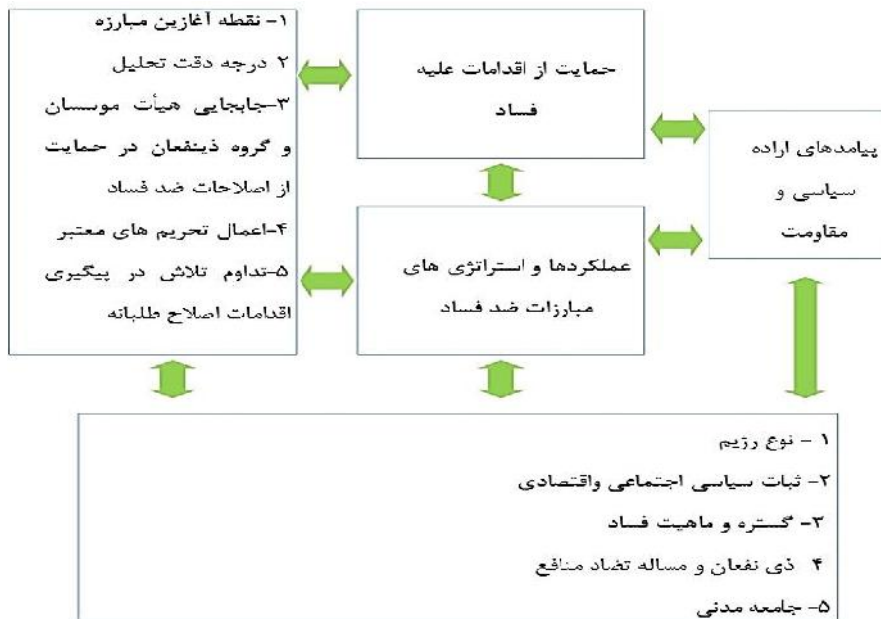 پیامدهای اراده
سیاسی و
مقاومت
حمایت از اقدامات علیه
فساد
عملکردها و استراتژی های
مبارزات ضد فساد
۱- نقطه آغازین مبارزه
۲ درجه دقت تحلیل
۳-جابجایی هیأت موسسان
و گروه ذینفعان در حمایت
از اصلاحات ضد فساد
۴-اعمال تحریم های معتبر
۵-تداوم تلاش در پیگیری
اقدامات اصلاح طلبانه
۱ - نوع رژیم
۲- ثبات سیاسی اجتماعی واقتصادی
۳- گستره و ماهیت فساد
۴ ذی نفعان و مساله تضاد منافع
۵- جامعه مدنی